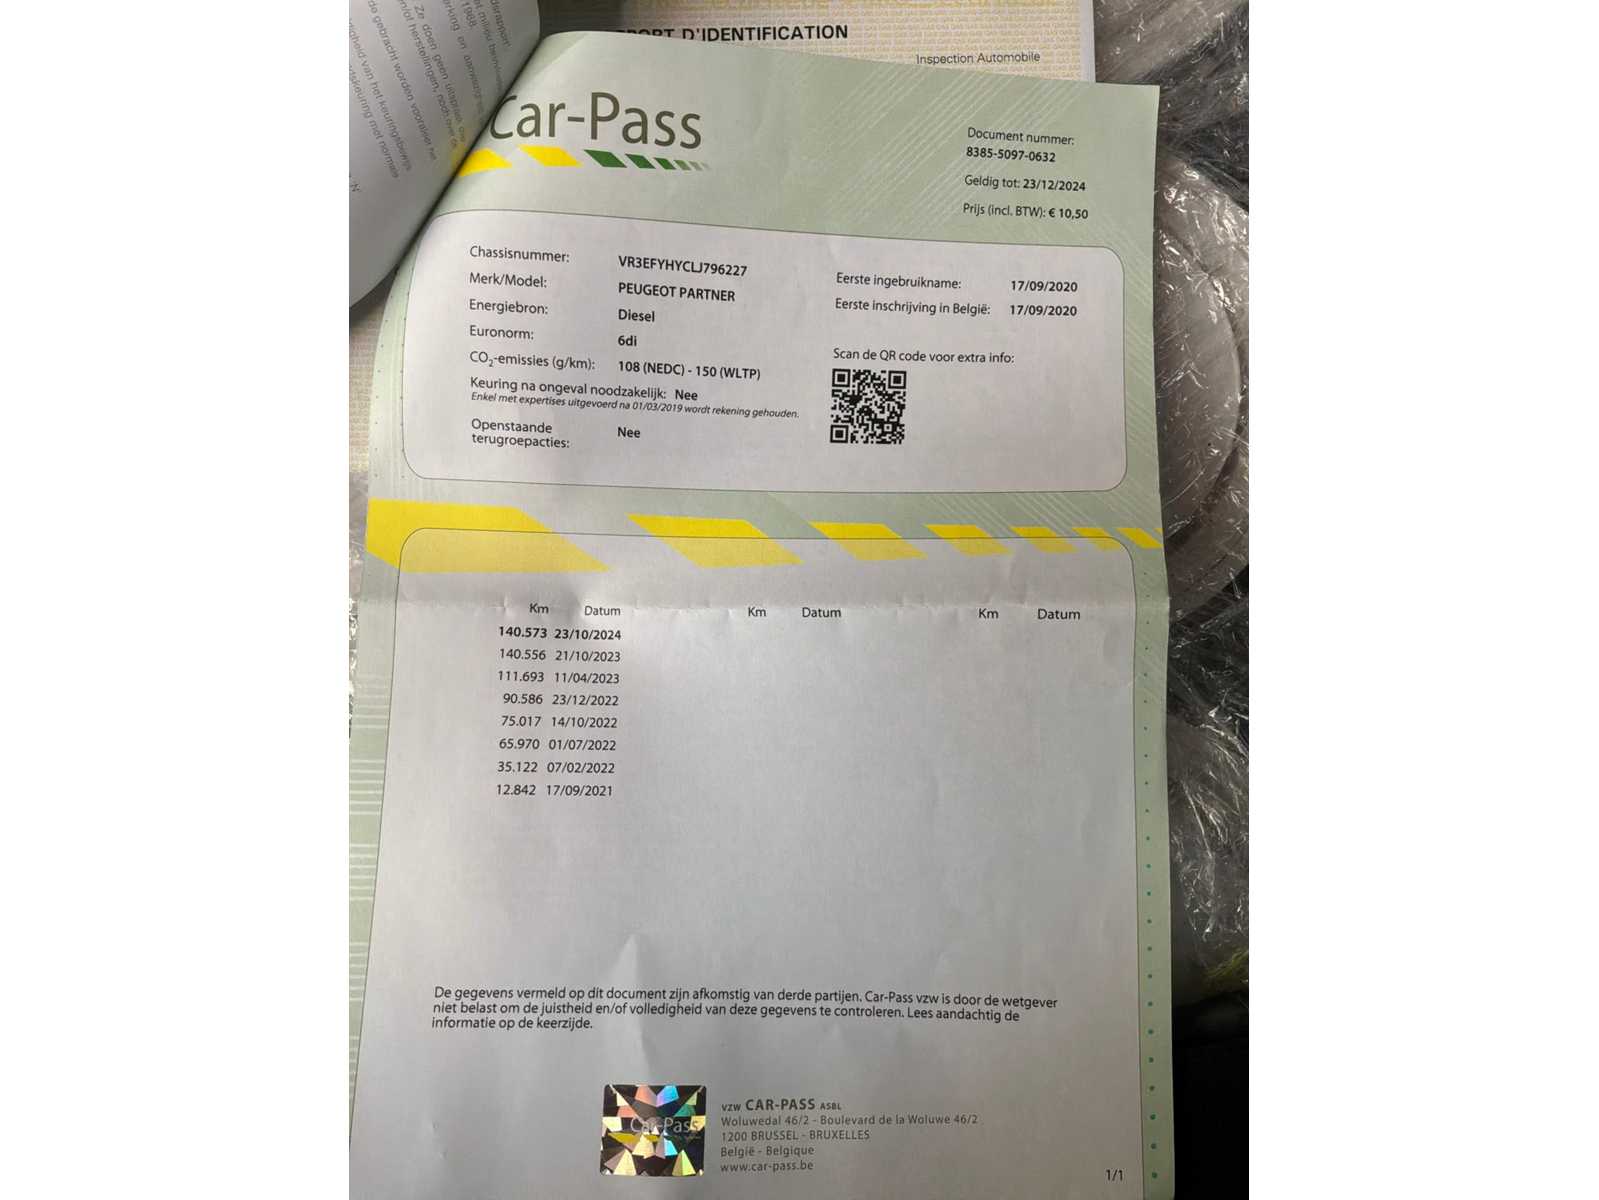 PORT D'IDENTIFICATION
Inspection Automobile
Car-Pass
Document nummer:
8385-5097-0632
Geldig tot: 23/12/2024
Prijs (incl. BTW): € 10,50
Chassisnummer: VR3EFYHYCLJ796227
Merk/Model: PEUGEOT PARTNER
Energiebron: Diesel
Euronorm: 6di
CO2-emissies (g/km): 108 (NEDC) - 150 (WLTP)
Keuring na ongeval noodzakelijk: Nee
Enkel met expertises uitgevoerd na 01/03/2019 wordt rekening gehouden.
Openstaande
terugroepacties: Nee
Eerste ingebruikname: 17/09/2020
Eerste inschrijving in België: 17/09/2020
Scan de QR code voor extra info:
Km Datum Km Datum Km Datum
140.573 23/10/2024
140.556 21/10/2023
111.693 11/04/2023
90.586 23/12/2022
75.017 14/10/2022
65.970 01/07/2022
35.122 07/02/2022
12.842 17/09/2021
De gegevens vermeld op dit document zijn afkomstig van derde partijen. Car-Pass vzw is door de wetgever
niet belast om de juistheid en/of volledigheid van deze gegevens te controleren. Lees aandachtig de
informatie op de keerzijde.
Car-Pass
VZW CAR-PASS ASBL
Woluwedal 46/2 - Boulevard de la Woluwe 46/2
1200 BRUSSEL - BRUXELLES
België - Belgique
www.car-pass.be
1/1